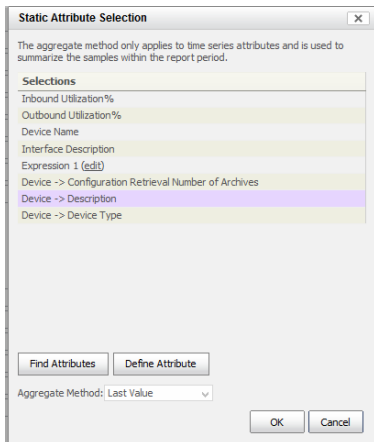 Static Attribute Selection
The aggregate method only applies to time series attributes and is used to
summarize the samples within the report period.
Selections
Inbound Utilization%
Outbound Utilization%
Device Name
Interface Description
Expression 1 (edit)
Device -> Configuration Retrieval Number of Archives
Device -> Description
Device -> Device Type
Find Attributes Define Attribute
Aggregate Method: Last Value
OK Cancel